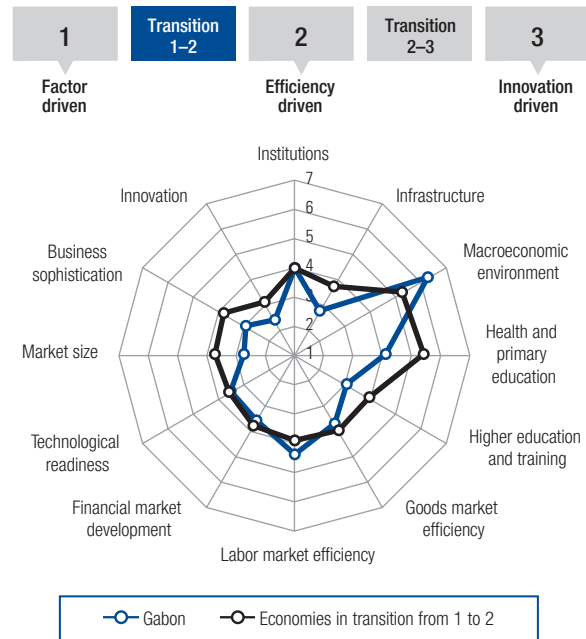 1
Transition
1–2
2
Transition
2–3
3
Factor
driven
Efficiency
driven
Innovation
driven
Institutions
7
6
5
4
3
2
1
Infrastructure
Macroeconomic
environment
Health and
primary
education
Higher education
and training
Goods market
efficiency
Labor market efficiency
Financial market
development
Technological
readiness
Market size
Business
sophistication
Innovation
Gabon
Economies in transition from 1 to 2